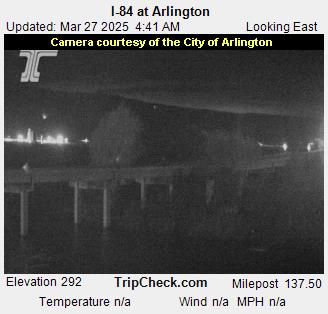 I-84 at Arlington
Updated: Mar 27 2025 4:41 AM Looking East
Camera courtesy of the City of Arlington
Elevation 292 TripCheck.com Milepost 137.50
Temperature n/a Wind n/a MPH n/a